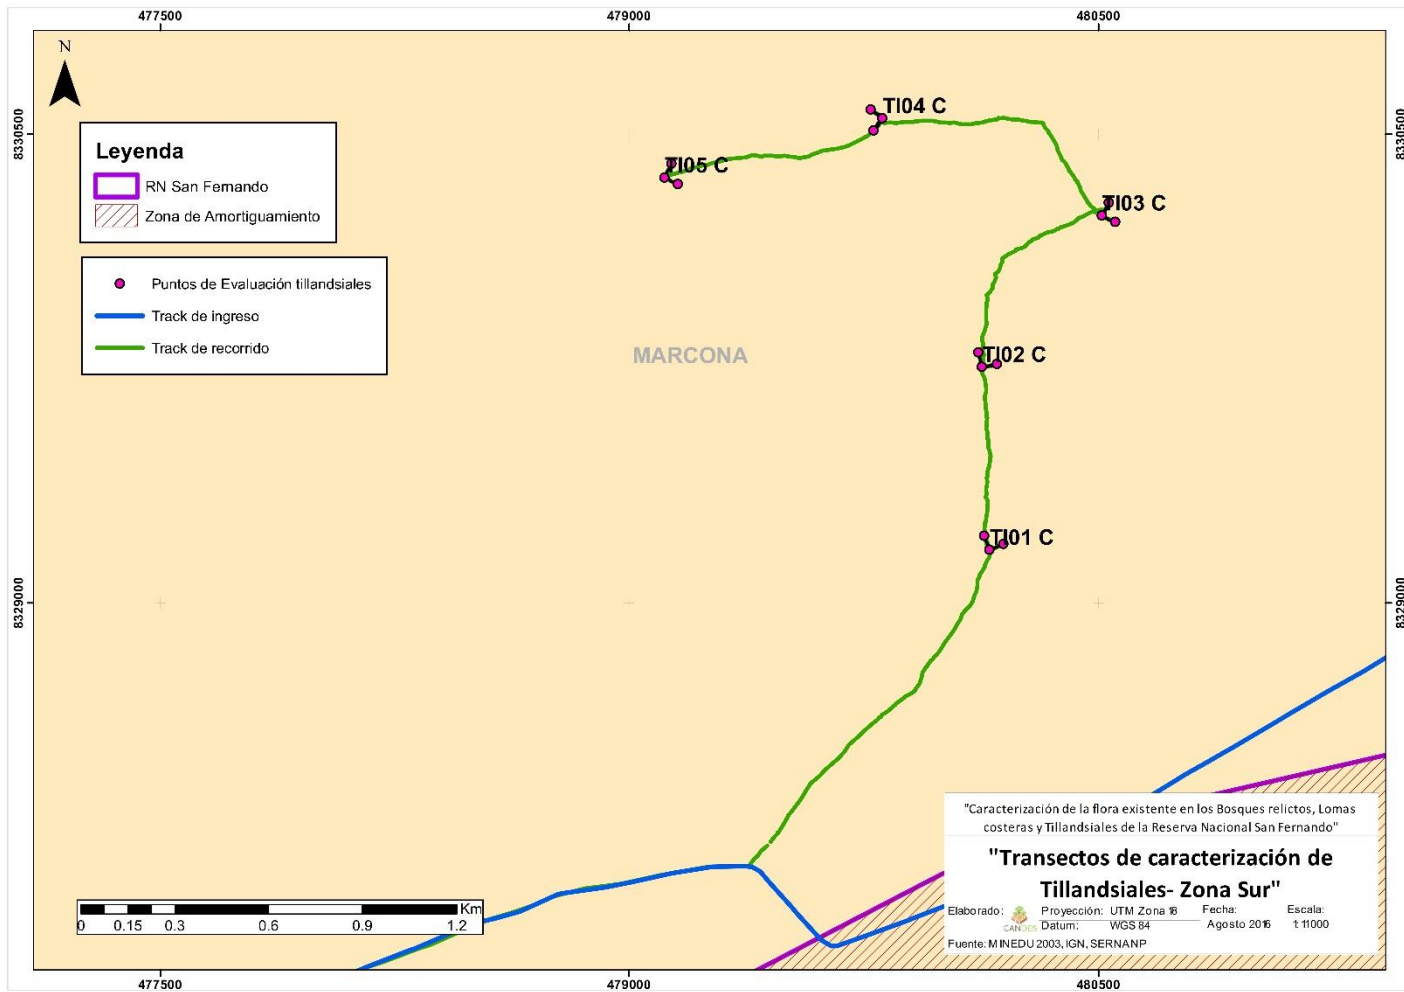 477500
479000
480500
N
8330500
8330500
Leyenda
RN San Fernando
Zona de Amortiguamiento
Puntos de Evaluación tillandsiales
Track de ingreso
Track de recorrido
TI04 C
TI05 C
TI03 C
MARCONA
TI02 C
TI01 C
8329000
8329000
"Caracterización de la flora existente en los Bosques relictos, Lomas
costeras y Tillandsiales de la Reserva Nacional San Fernando"
"Transectos de caracterización de
Tillandsiales- Zona Sur"
Elaborado: CANDES Proyección: UTM Zona 18 Fecha: Escala:
Datum: WGS 84 Agosto 2016 1:11000
Fuente: MINEDU 2003, IGN, SERNANP
Km
0 0.15 0.3 0.6 0.9 1.2
477500
479000
480500